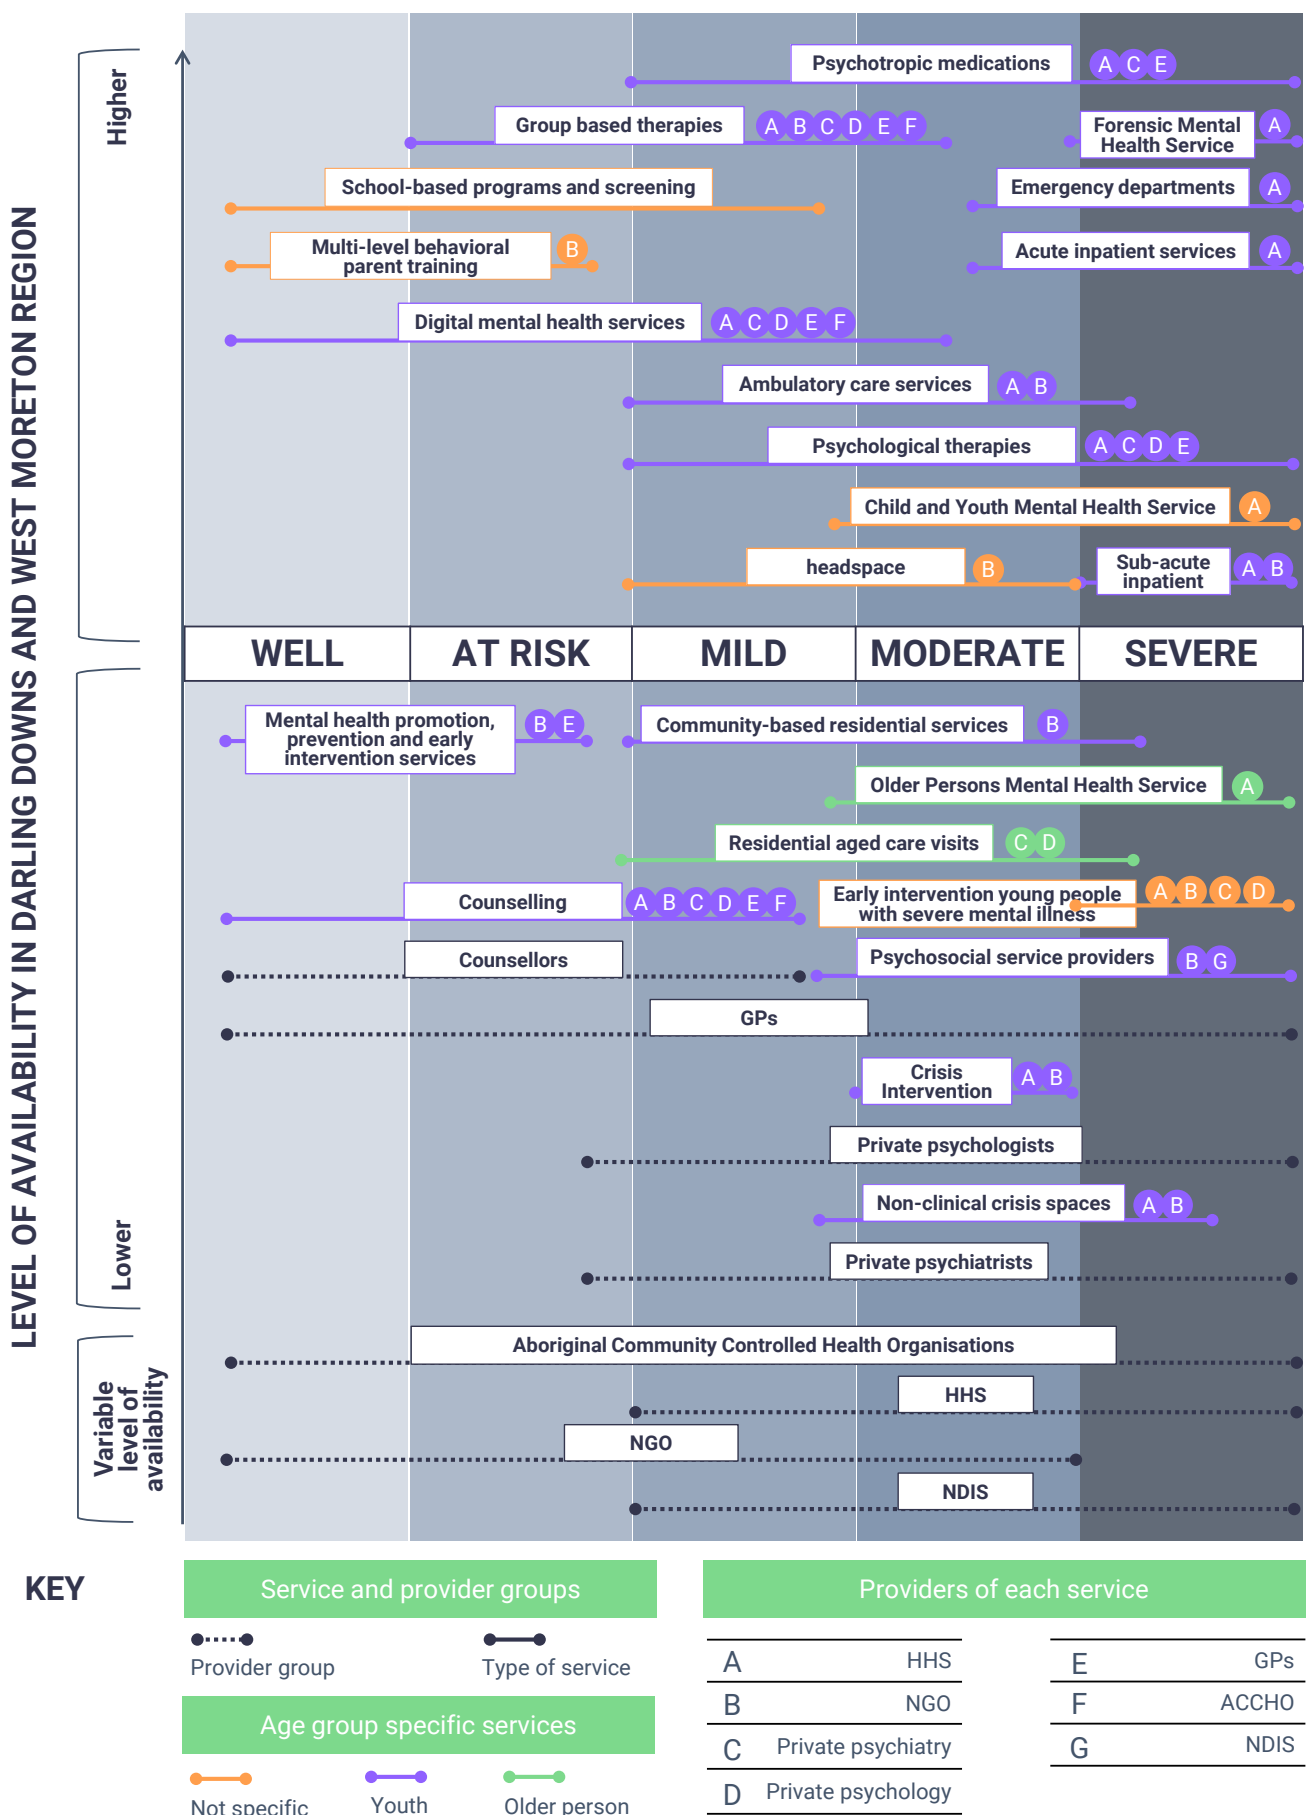 LEVEL OF AVAILABILITY IN DARLING DOWNS AND WEST MORETON REGION
Higher
Psychotropic medications
A C E
Group based therapies
A B C D E F
Forensic Mental
Health Service
A
School-based programs and screening
Emergency departments
A
Multi-level behavioral
parent training
B
Acute inpatient services
A
Digital mental health services
A C D E F
Ambulatory care services
A B
Psychological therapies
A C D E
Child and Youth Mental Health Service
A
headspace
B
Sub-acute
inpatient
A B
WELL
AT RISK
MILD
MODERATE
SEVERE
Lower
Mental health promotion,
prevention and early
intervention services
B E
Community-based residential services
B
Older Persons Mental Health Service
A
Residential aged care visits
C D
Counselling
A B C D E F
Early intervention young people
with severe mental illness
A B C D
Counsellors
Psychosocial service providers
B G
GPs
Crisis
Intervention
A B
Private psychologists
Non-clinical crisis spaces
A B
Private psychiatrists
Variable
level of
availability
Aboriginal Community Controlled Health Organisations
HHS
NGO
NDIS
KEY
Service and provider groups
Provider group
Type of service
Age group specific services
Not specific
Youth
Older person
Providers of each service
A HHS
B NGO
C Private psychiatry
D Private psychology
E GPs
F ACCHO
G NDIS